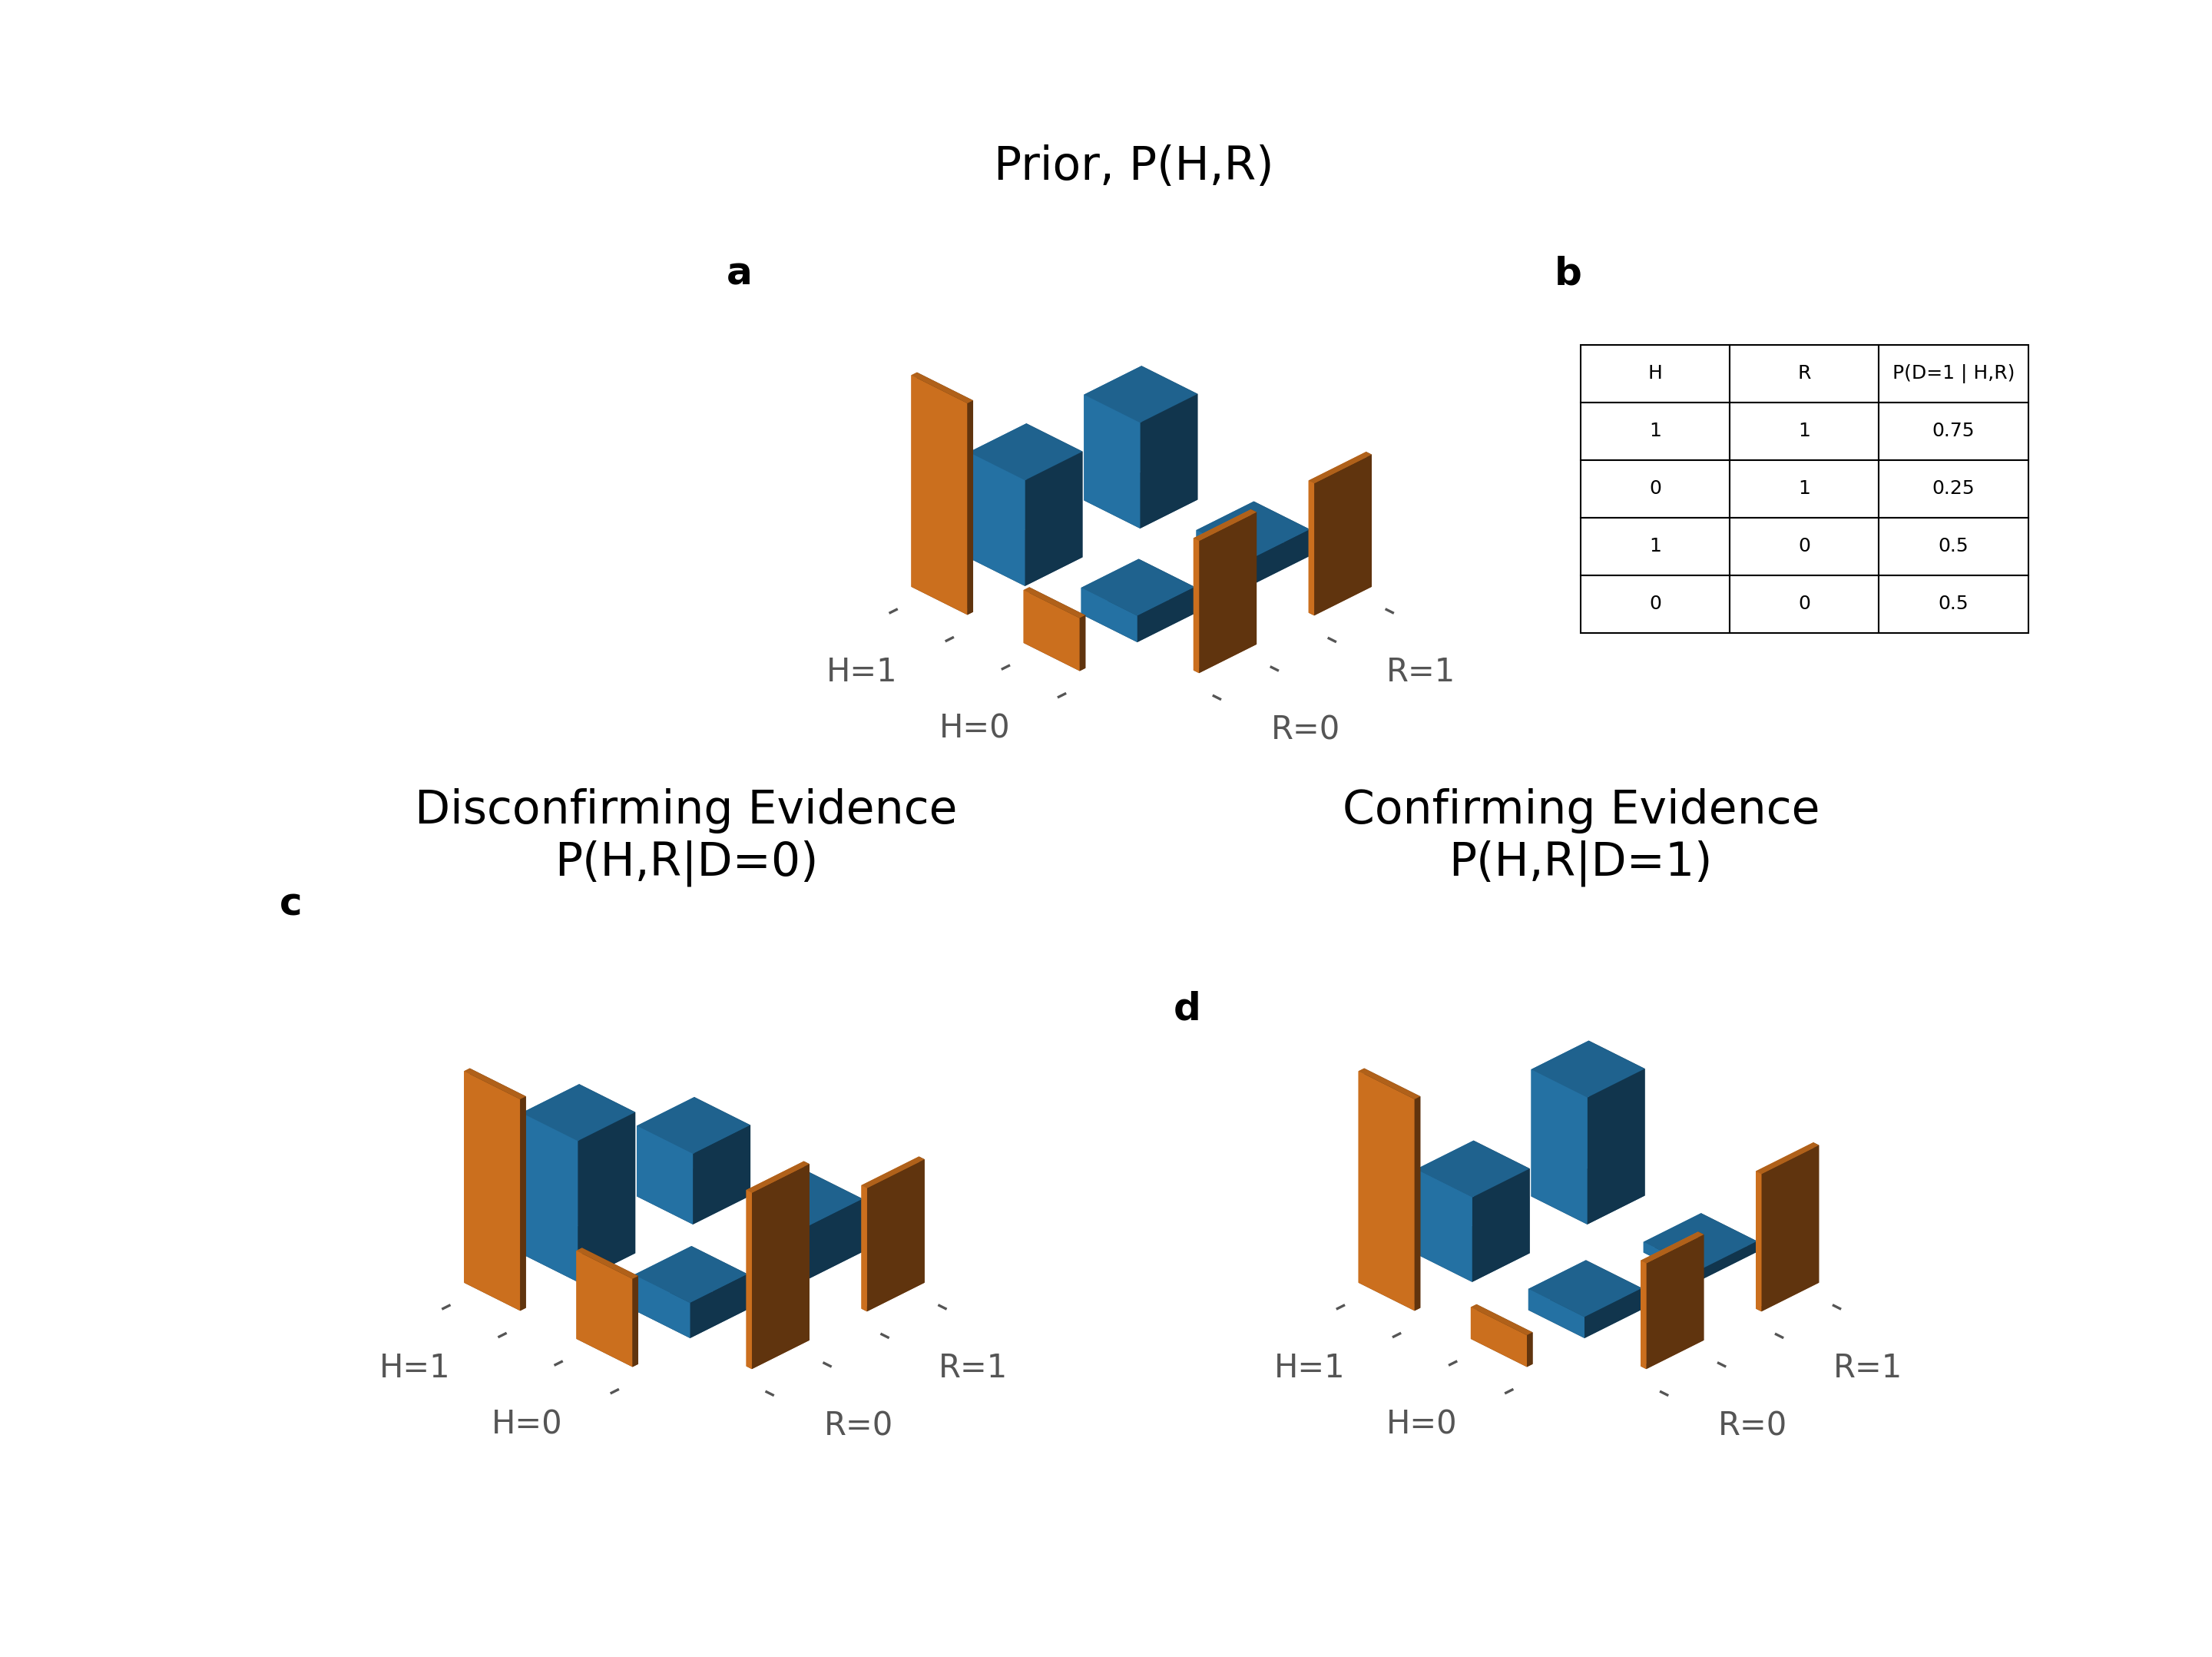 Prior, P(H,R)
a
b
H R P(D=1 | H,R)
1 1 0.75
0 1 0.25
1 0 0.5
0 0 0.5
H=1
H=0
R=0
R=1
Disconfirming Evidence
P(H,R|D=0)
Confirming Evidence
P(H,R|D=1)
c
d
H=1
H=0
R=0
R=1
H=1
H=0
R=0
R=1